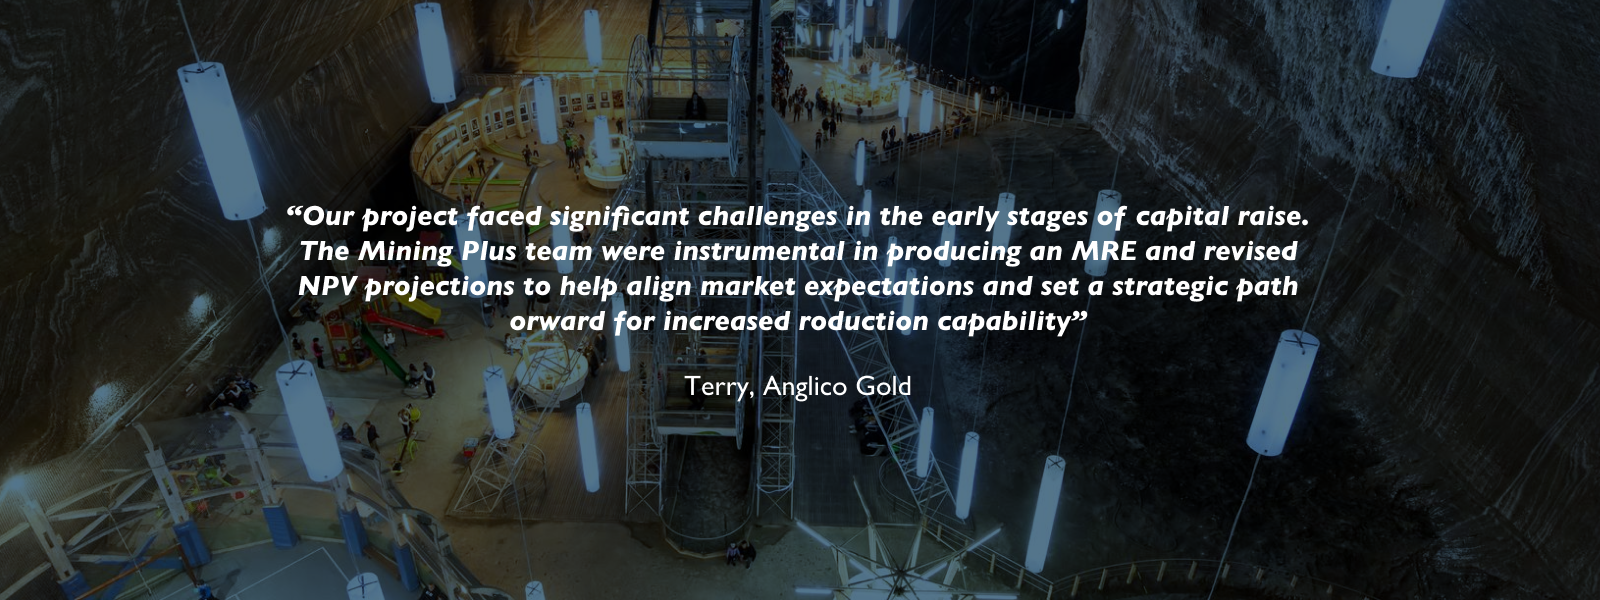 “Our project faced significant challenges in the early stages of capital raise.
The Mining Plus team were instrumental in producing an MRE and revised
NPV projections to help align market expectations and set a strategic path
orward for increased roduction capability”
Terry, Anglico Gold